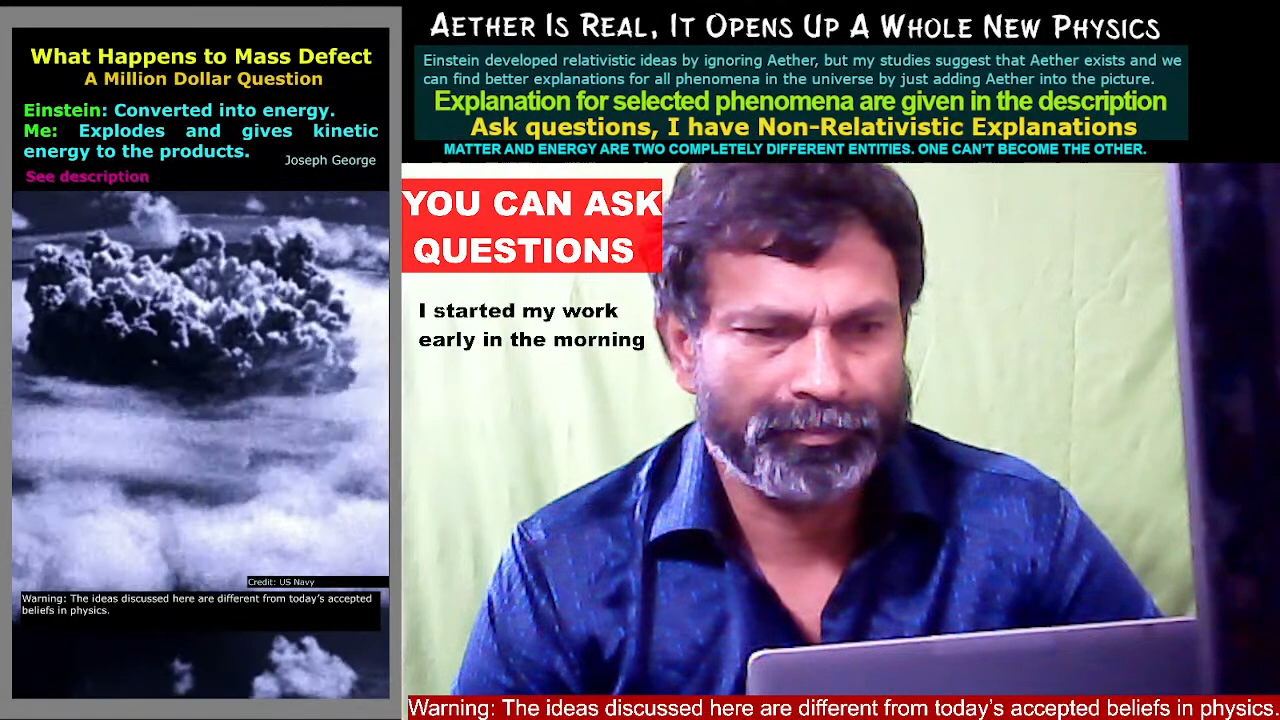 What Happens to Mass Defect
A Million Dollar Question
Einstein: Converted into energy.
Me: Explodes and gives kinetic
energy to the products.
Joseph George
See description
Credit: US Navy
Warning: The ideas discussed here are different from today's accepted
beliefs in physics.
AETHER IS REAL, IT OPENS UP A WHOLE NEW PHYSICS
Einstein developed relativistic ideas by ignoring Aether, but my studies suggest that Aether exists and we
can find better explanations for all phenomena in the universe by just adding Aether into the picture.
Explanation for selected phenomena are given in the description
Ask questions, I have Non-Relativistic Explanations
MATTER AND ENERGY ARE TWO COMPLETELY DIFFERENT ENTITIES. ONE CAN'T BECOME THE OTHER.
YOU CAN ASK
QUESTIONS
I started my work
early in the morning
Warning: The ideas discussed here are different from today's accepted beliefs in physics.